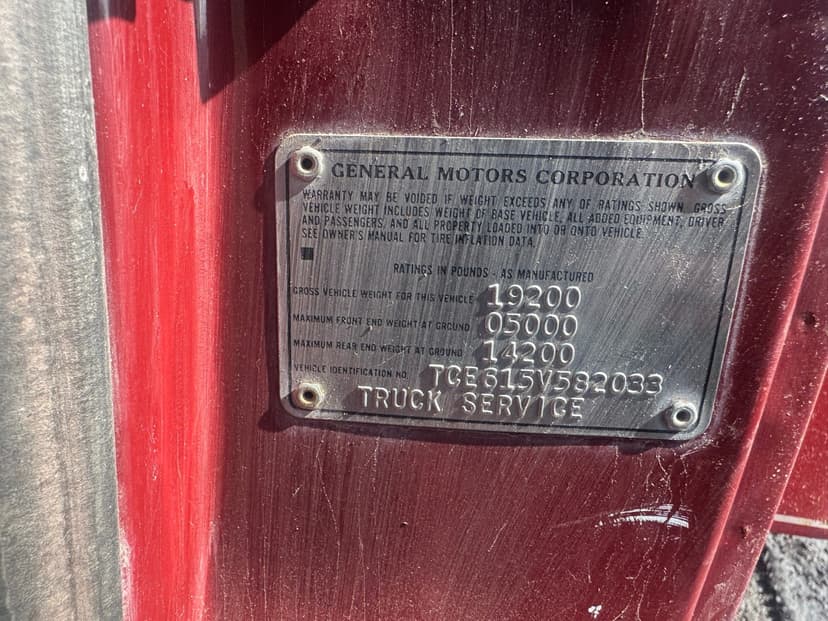 GENERAL MOTORS CORPORATION
WARRANTY MAY BE VOIDED IF WEIGHT EXCEEDS ANY OF RATINGS SHOWN. GROSS
VEHICLE WEIGHT INCLUDES WEIGHT OF BASE VEHICLE, ALL ADDED EQUIPMENT, DRIVER
AND PASSENGERS, AND ALL PROPERTY LOADED INTO OR ONTO VEHICLE.
SEE OWNER'S MANUAL FOR TIRE INFLATION DATA.
RATINGS IN POUNDS - AS MANUFACTURED
GROSS VEHICLE WEIGHT FOR THIS VEHICLE 19200
MAXIMUM FRONT END WEIGHT AT GROUND 05000
MAXIMUM REAR END WEIGHT AT GROUND 14200
VEHICLE IDENTIFICATION NO. TCE615V582033
TRUCK SERVICE